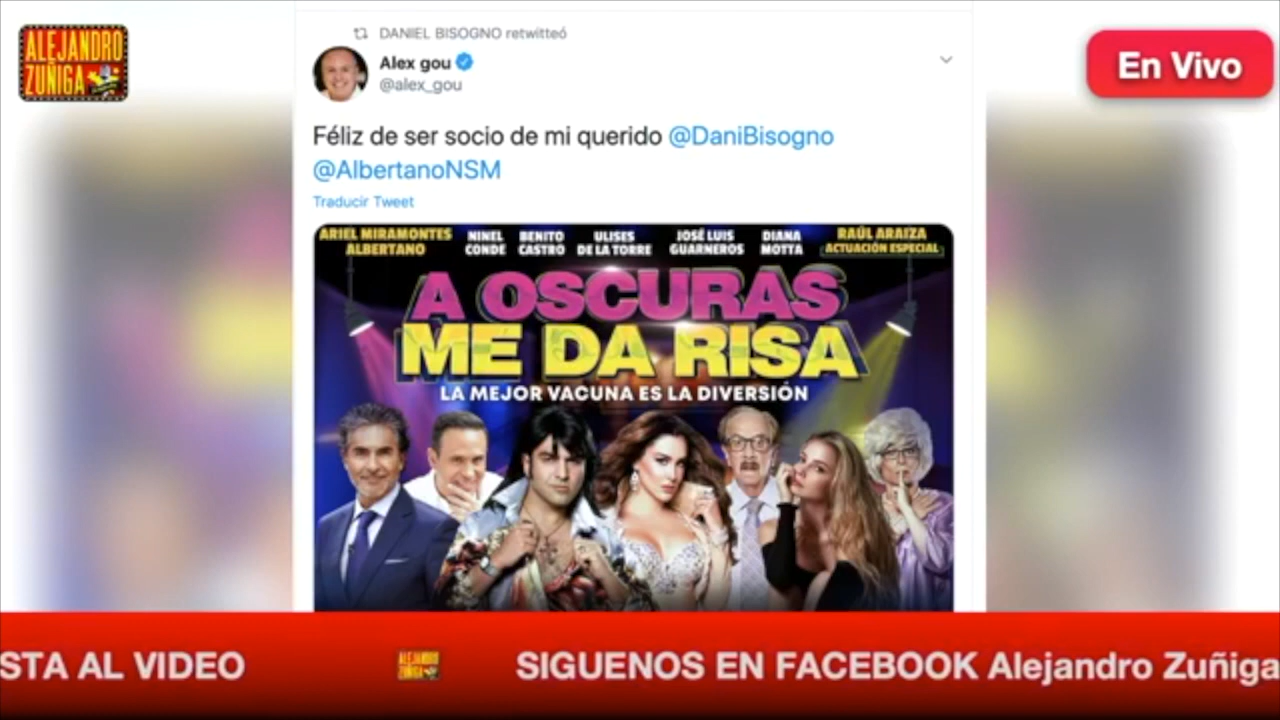 ALEJANDRO
ZUÑIGA
En Vivo
DANIEL BISOGNO retwitteó
Alex gou
@alex_gou
Féliz de ser socio de mi querido @DaniBisogno
@AlbertanoNSM
Traducir Tweet
ARIEL MIRAMONTES
ALBERTANO
NINEL
CONDE
BENITO
CASTRO
ULISES
DE LA TORRE
JOSÉ LUIS
GUARNEROS
DIANA
MOTTA
RAÚL ARAIZA
ACTUACIÓN ESPECIAL
A OSCURAS
ME DA RISA
LA MEJOR VACUNA ES LA DIVERSIÓN
STA AL VIDEO
ALEJANDRO
ZUÑIGA
SIGUENOS EN FACEBOOK Alejandro Zuñiga